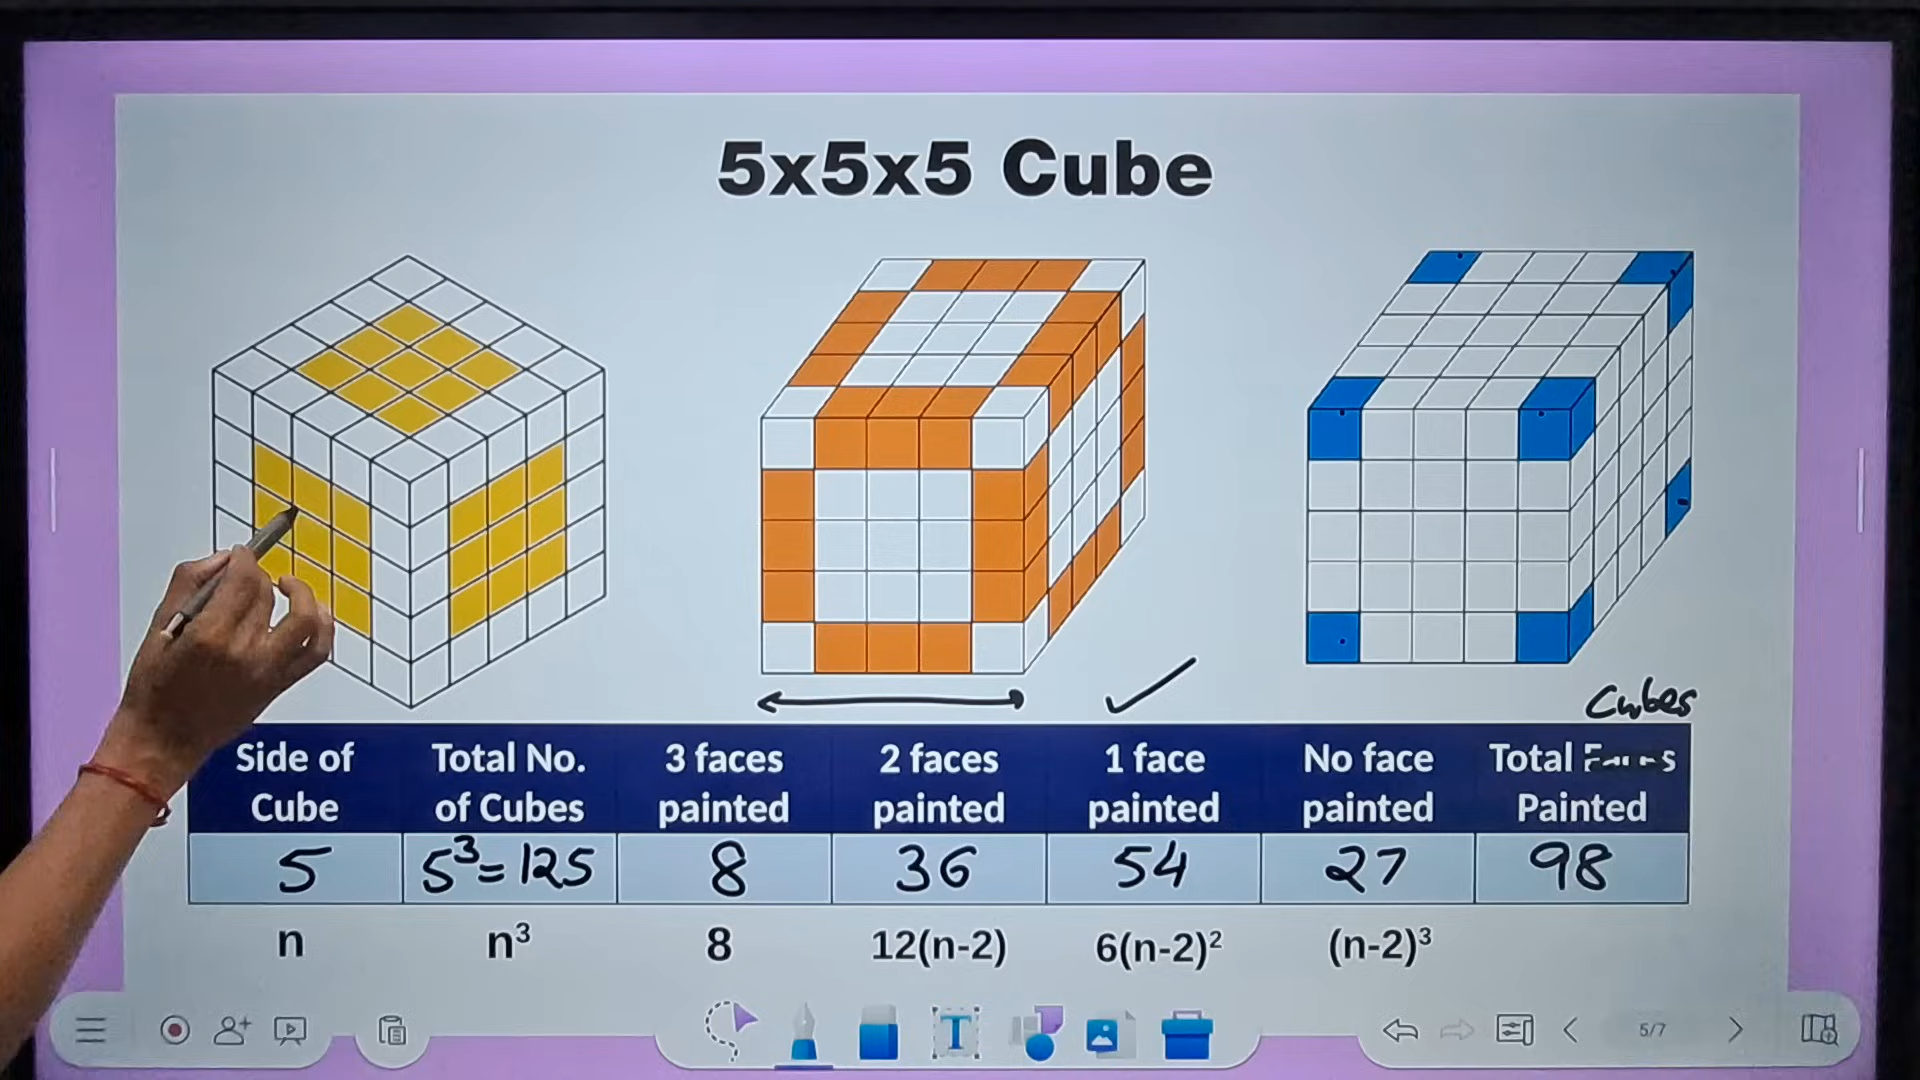 5x5x5 Cube
Cubes
Side of Cube
Total No. of Cubes
3 faces painted
2 faces painted
1 face painted
No face painted
Total Painted
5
5³=125
8
36
54
27
98
n
n³
8
12(n-2)
6(n-2)²
(n-2)³
T
5/7